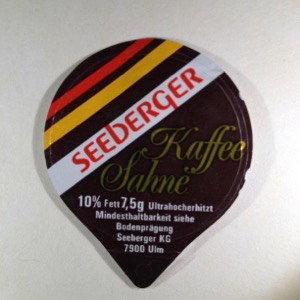 SEEBERGER
Kaffee
Sahne
10% Fett 7,5g Ultrahocherhitzt
Mindesthaltbarkeit siehe
Bodenprägung
Seeberger KG
7900 Ulm